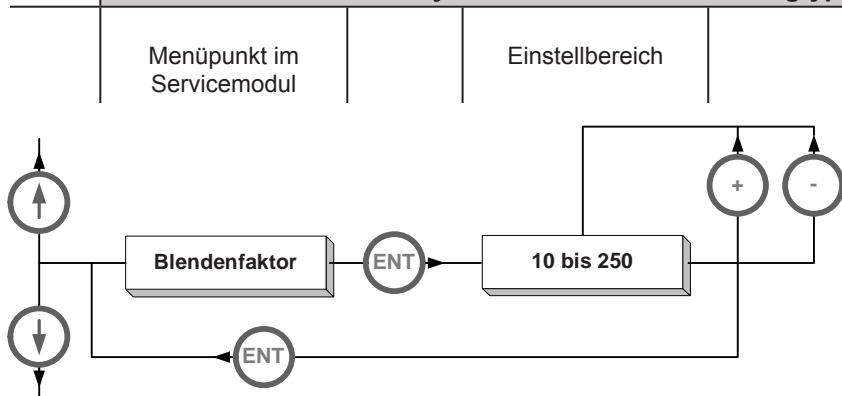 Menüpunkt im
Servicemodul
Einstellbereich
+
-
Blendenfaktor
ENT
10 bis 250
ENT